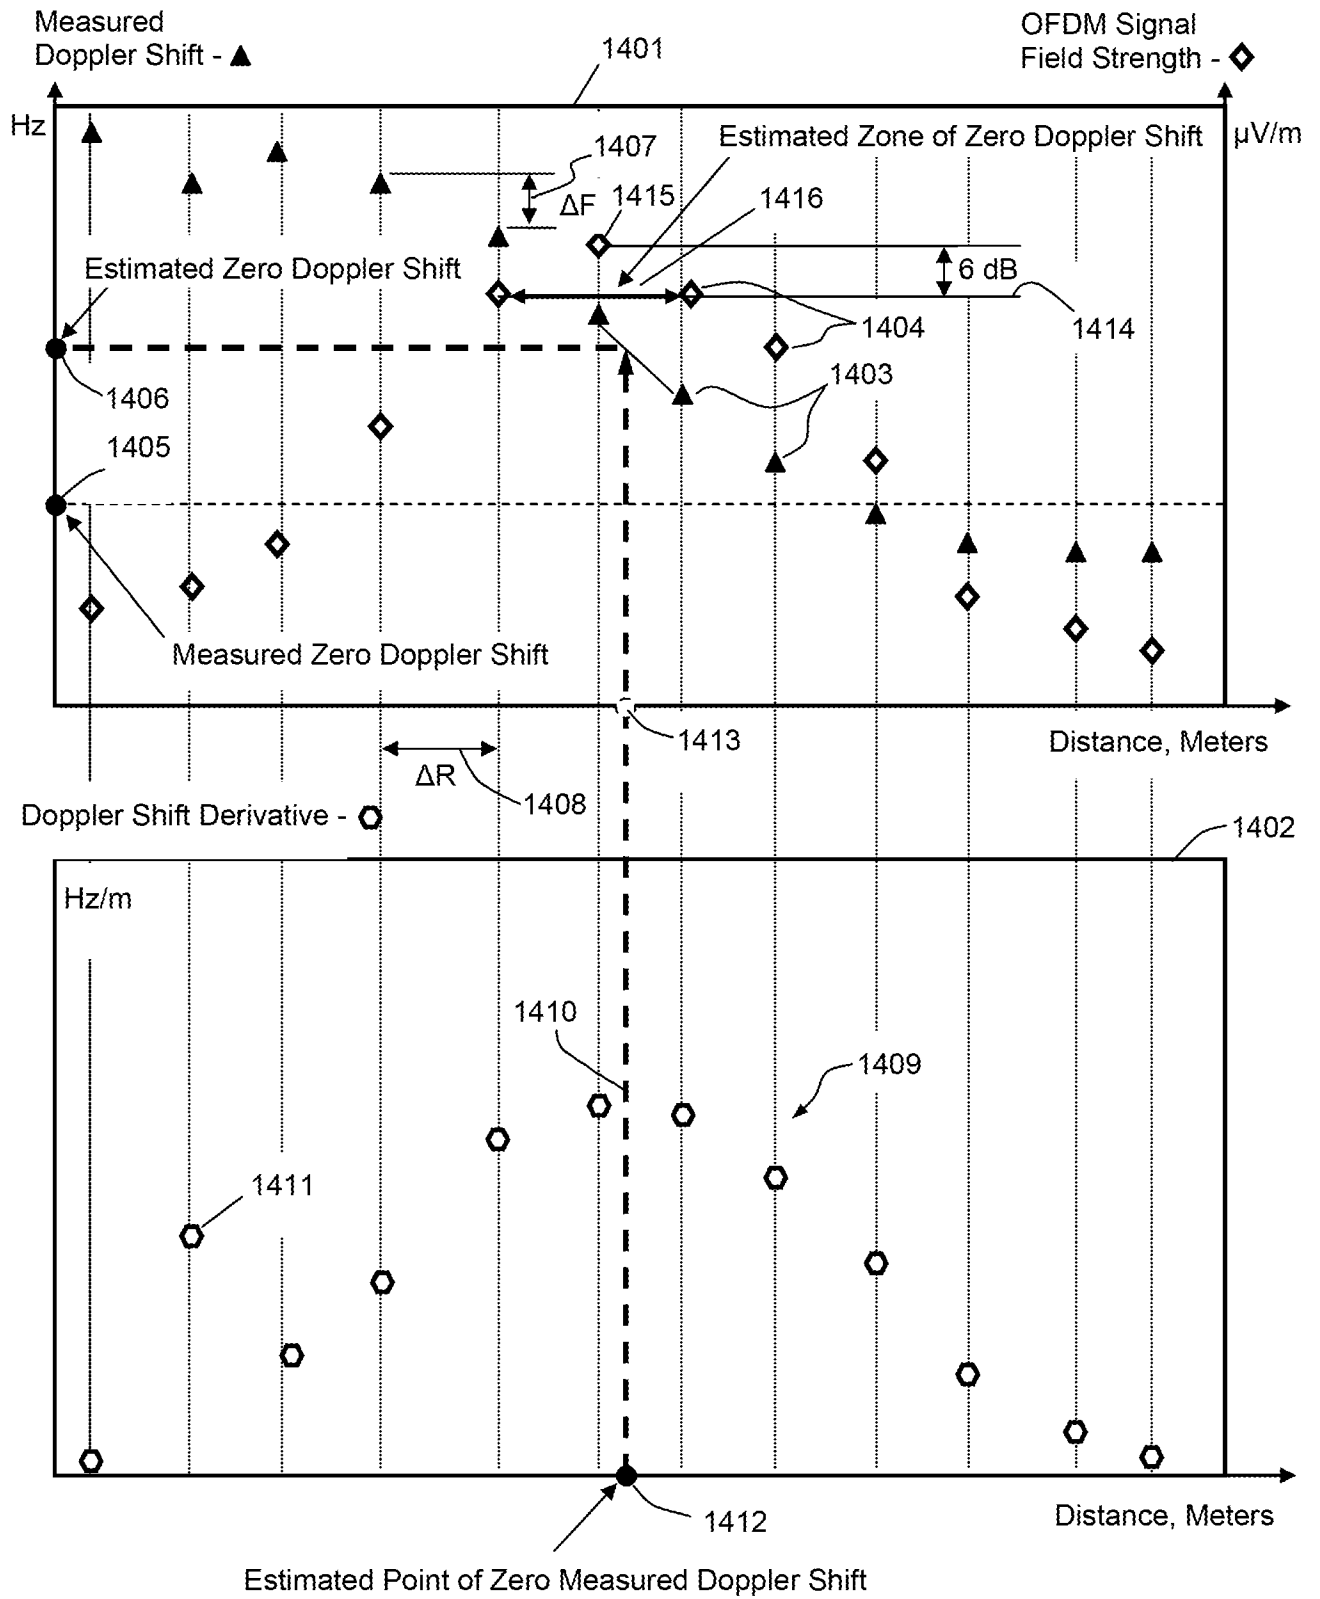 Measured
Doppler Shift -
OFDM Signal
Field Strength -
1401
Hz
μV/m
Estimated Zone of Zero Doppler Shift
1407
ΔF
1415
1416
Estimated Zero Doppler Shift
6 dB
1404
1414
1403
1406
1405
Measured Zero Doppler Shift
1413
Distance, Meters
ΔR
1408
Doppler Shift Derivative -
1402
Hz/m
1410
1409
1411
1412
Distance, Meters
Estimated Point of Zero Measured Doppler Shift